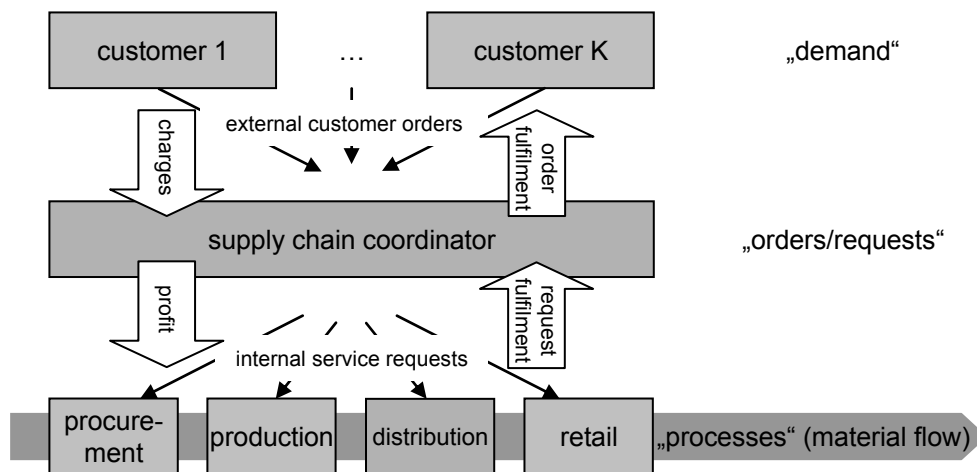 customer 1
…
customer K
„demand“
external customer orders
charges
order
fulfilment
supply chain coordinator
„orders/requests“
profit
request
fulfilment
internal service requests
procure-
ment
production
distribution
retail
„processes“ (material flow)